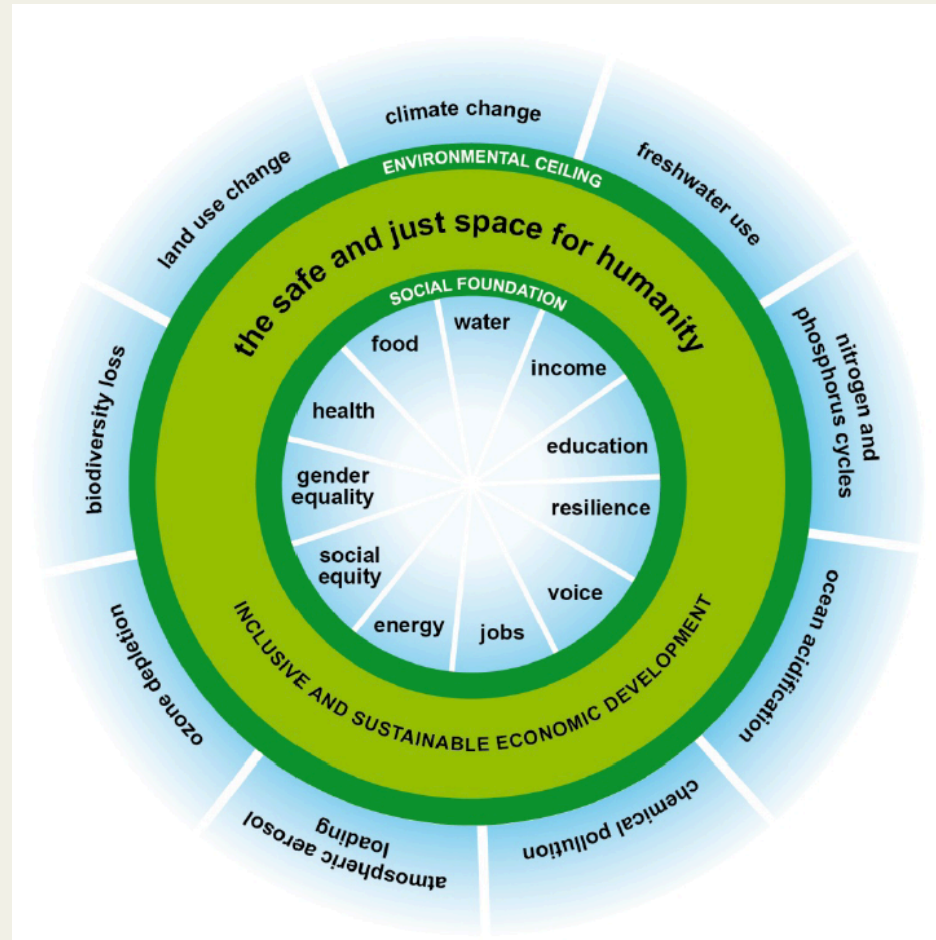 climate change
freshwater use
nitrogen and
phosphorus cycles
ocean acidification
chemical pollution
atmospheric aerosol
loading
ozone depletion
biodiversity loss
land use change
ENVIRONMENTAL CEILING
the safe and just space for humanity
SOCIAL FOUNDATION
water
income
education
resilience
voice
jobs
energy
social
equity
gender
equality
health
food
INCLUSIVE AND SUSTAINABLE ECONOMIC DEVELOPMENT